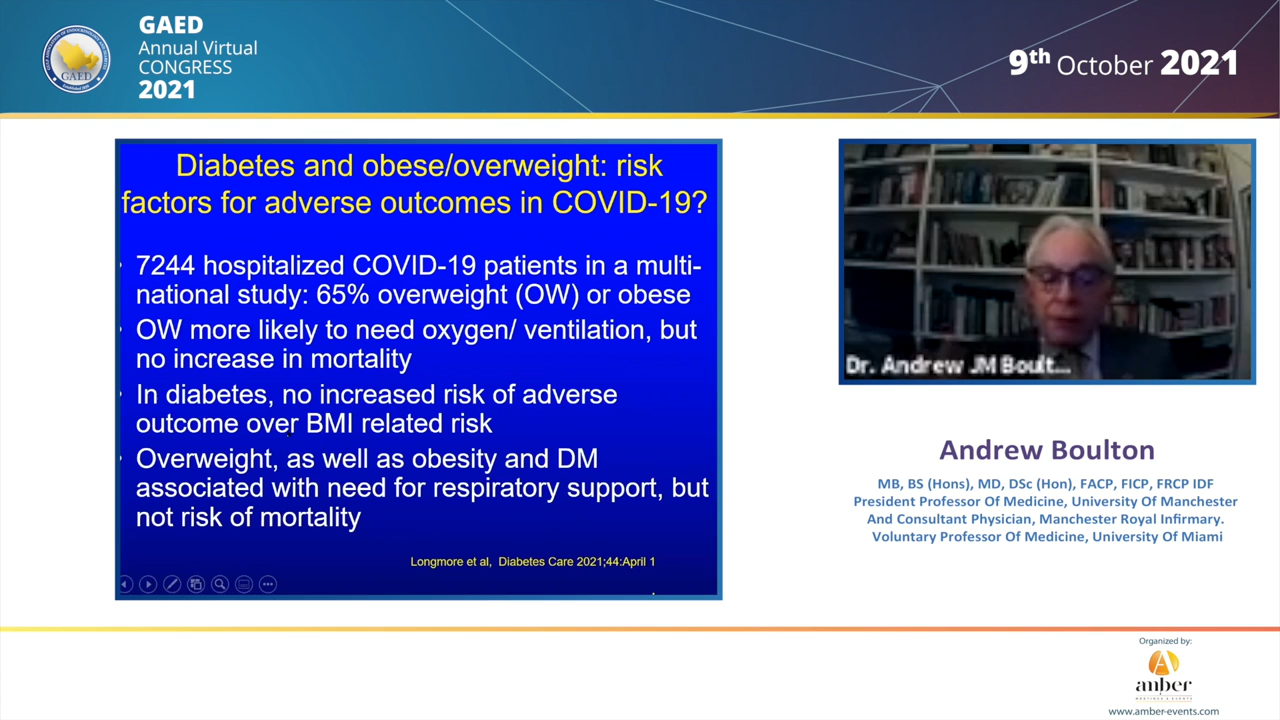 GAED
Annual Virtual
CONGRESS
2021
GAED
9th October 2021
Diabetes and obese/overweight: risk
factors for adverse outcomes in COVID-19?
• 7244 hospitalized COVID-19 patients in a multi-
national study: 65% overweight (OW) or obese
• OW more likely to need oxygen/ ventilation, but
no increase in mortality
• In diabetes, no increased risk of adverse
outcome over BMI related risk
• Overweight, as well as obesity and DM
associated with need for respiratory support, but
not risk of mortality
Longmore et al, Diabetes Care 2021;44:April 1
Dr. Andrew JM Boult...
Andrew Boulton
MB, BS (Hons), MD, DSc (Hon), FACP, FICP, FRCP IDF
President Professor Of Medicine, University Of Manchester
And Consultant Physician, Manchester Royal Infirmary.
Voluntary Professor Of Medicine, University Of Miami
Organized by:
anber
MEETINGS & EVENTS
www.amber-events.com